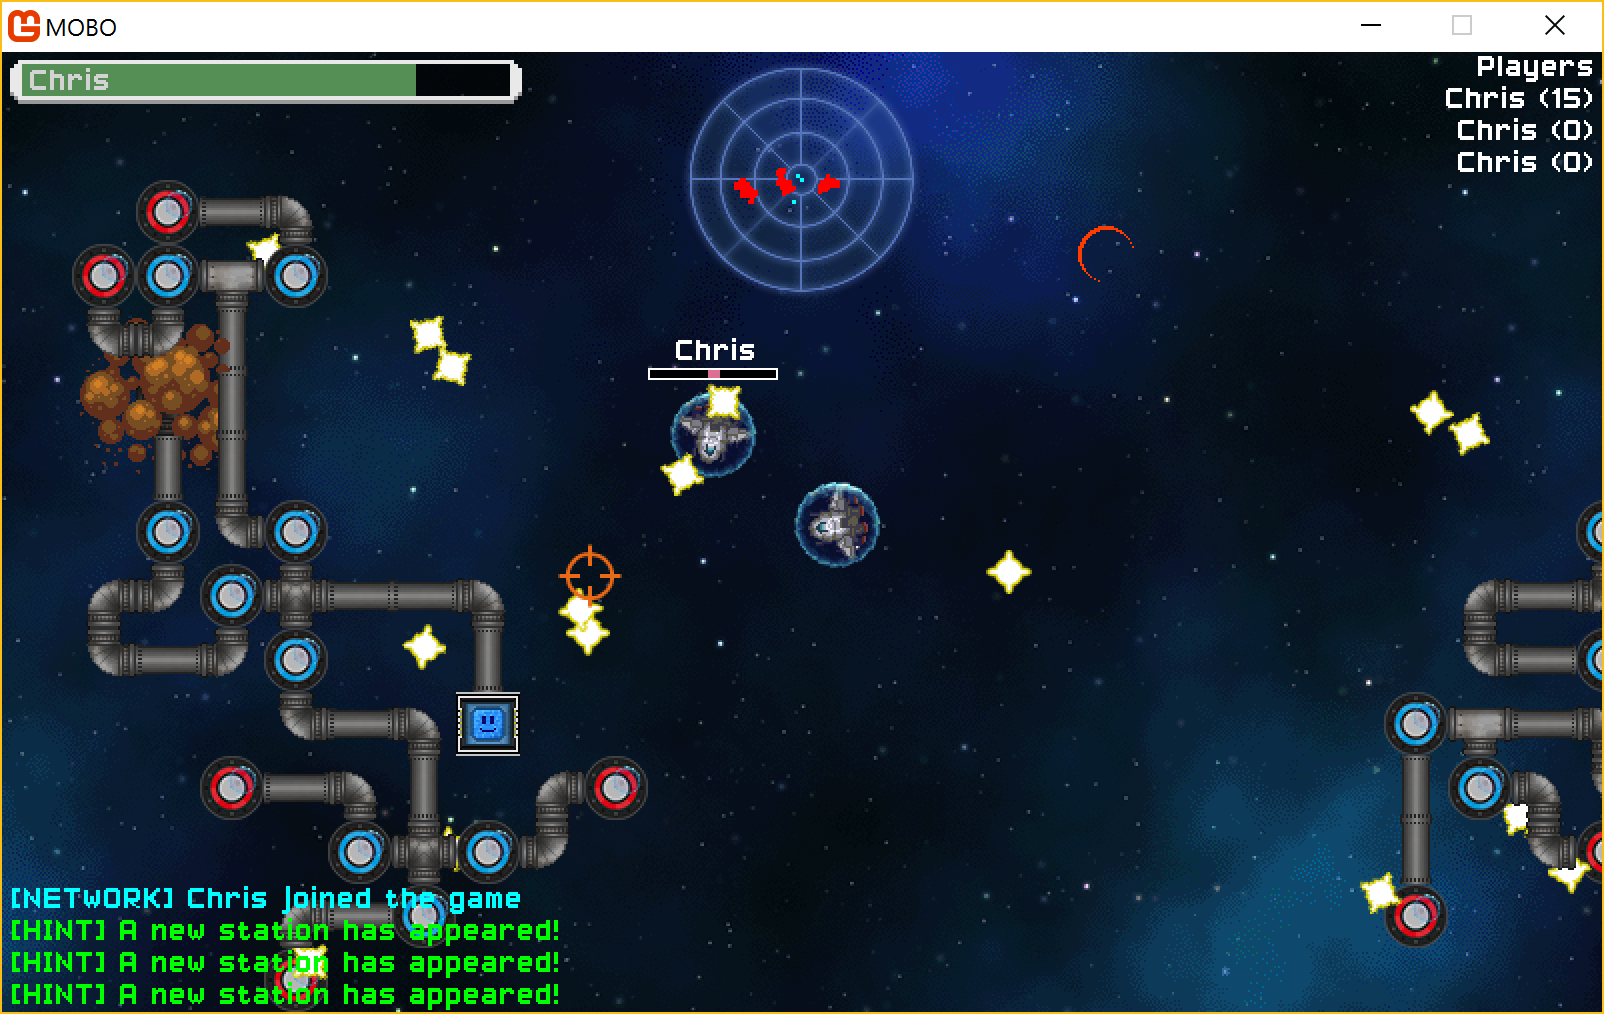 MOBO
Chris
Players
Chris (15)
Chris (0)
Chris (0)
Chris
[NETWORK] Chris joined the game
[HINT] A new station has appeared!
[HINT] A new station has appeared!
[HINT] A new station has appeared!